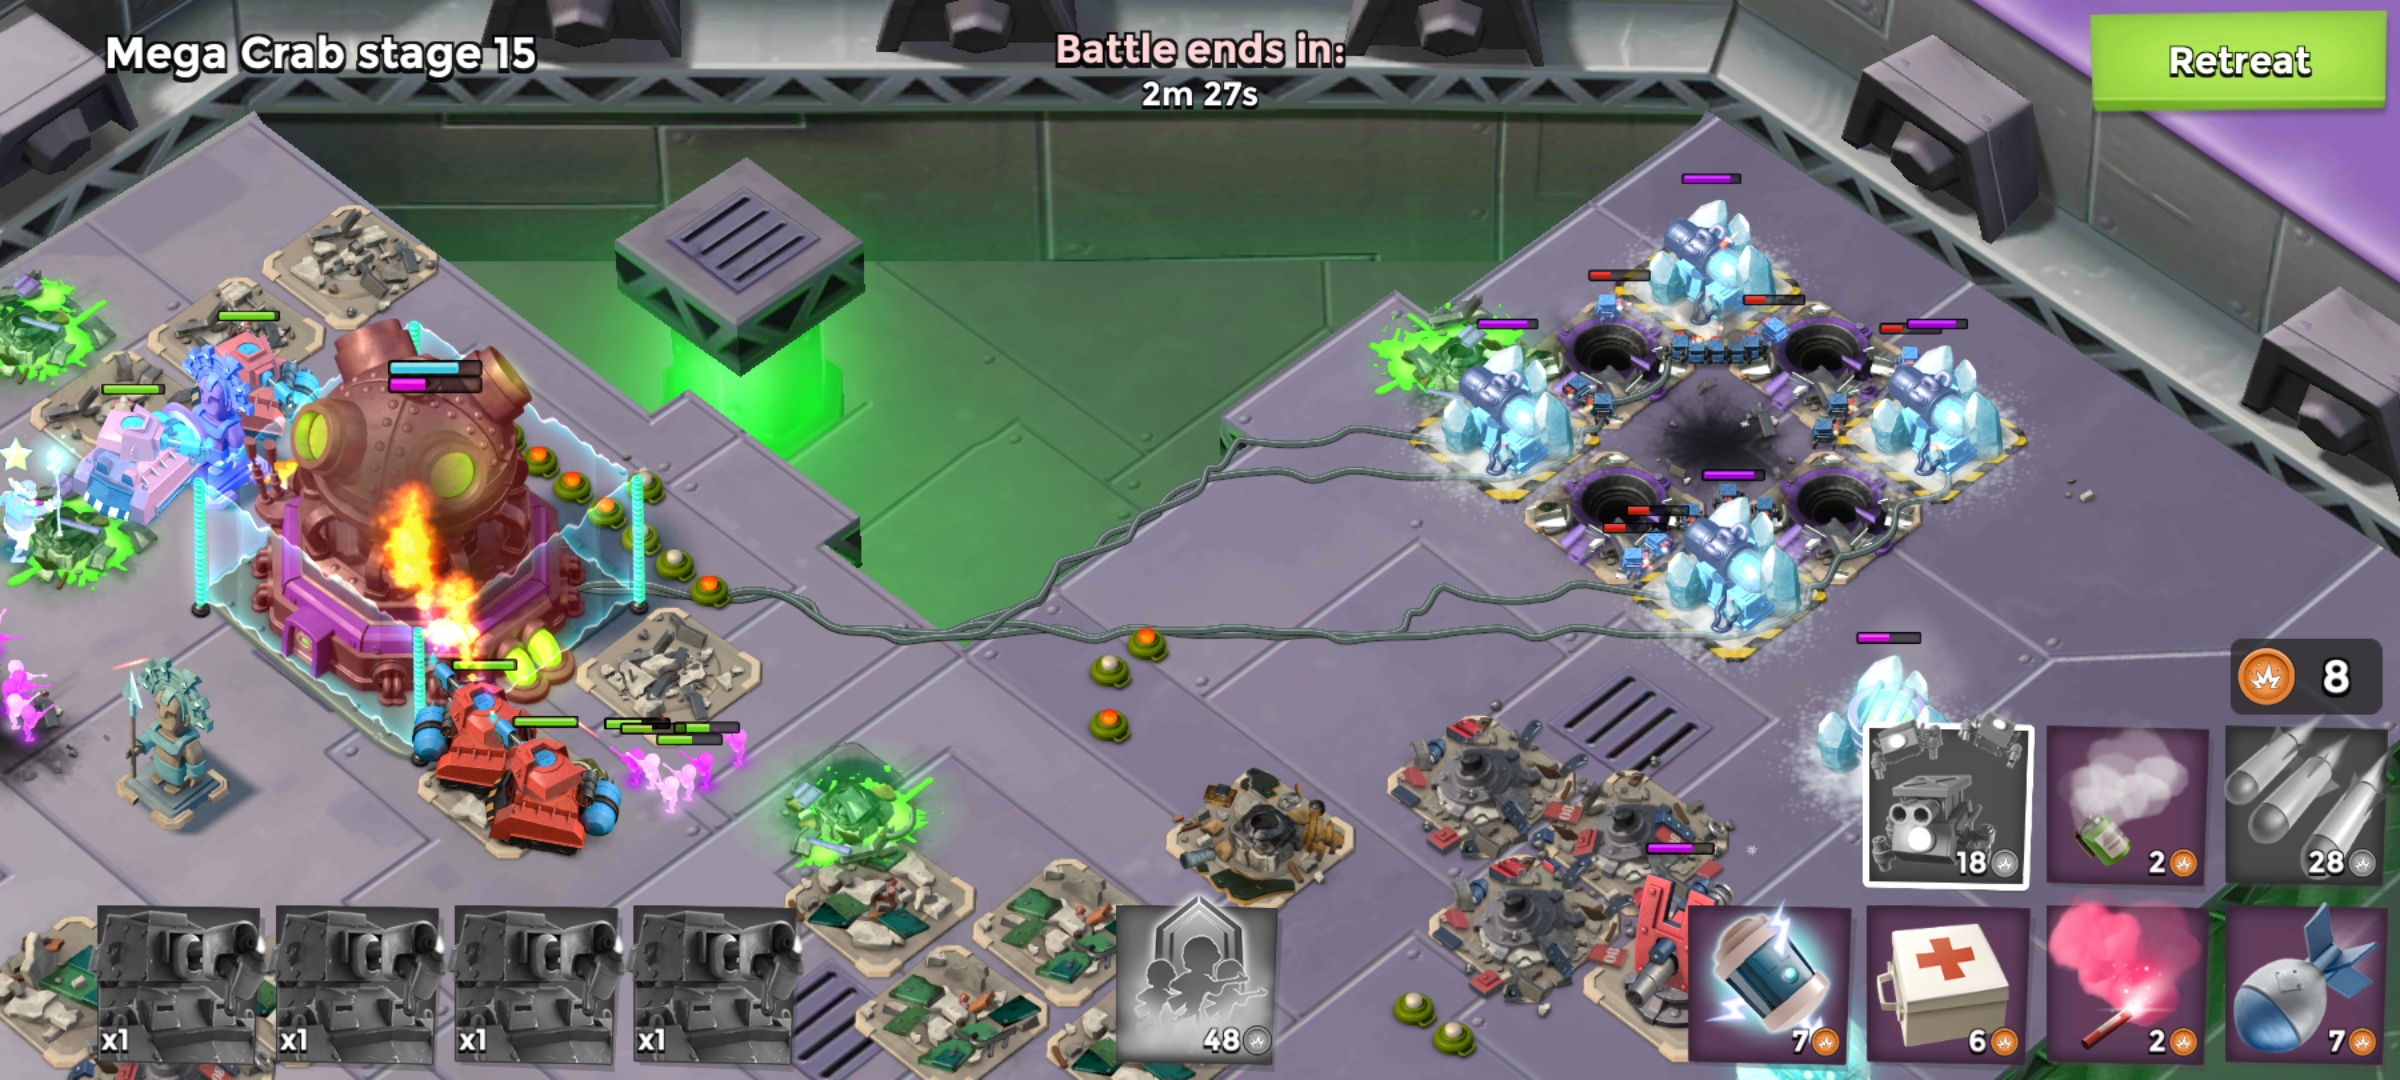 Mega Crab stage 15
Battle ends in:
2m 27s
Retreat
8
18
2
28
x1
x1
x1
x1
48
7
6
2
7